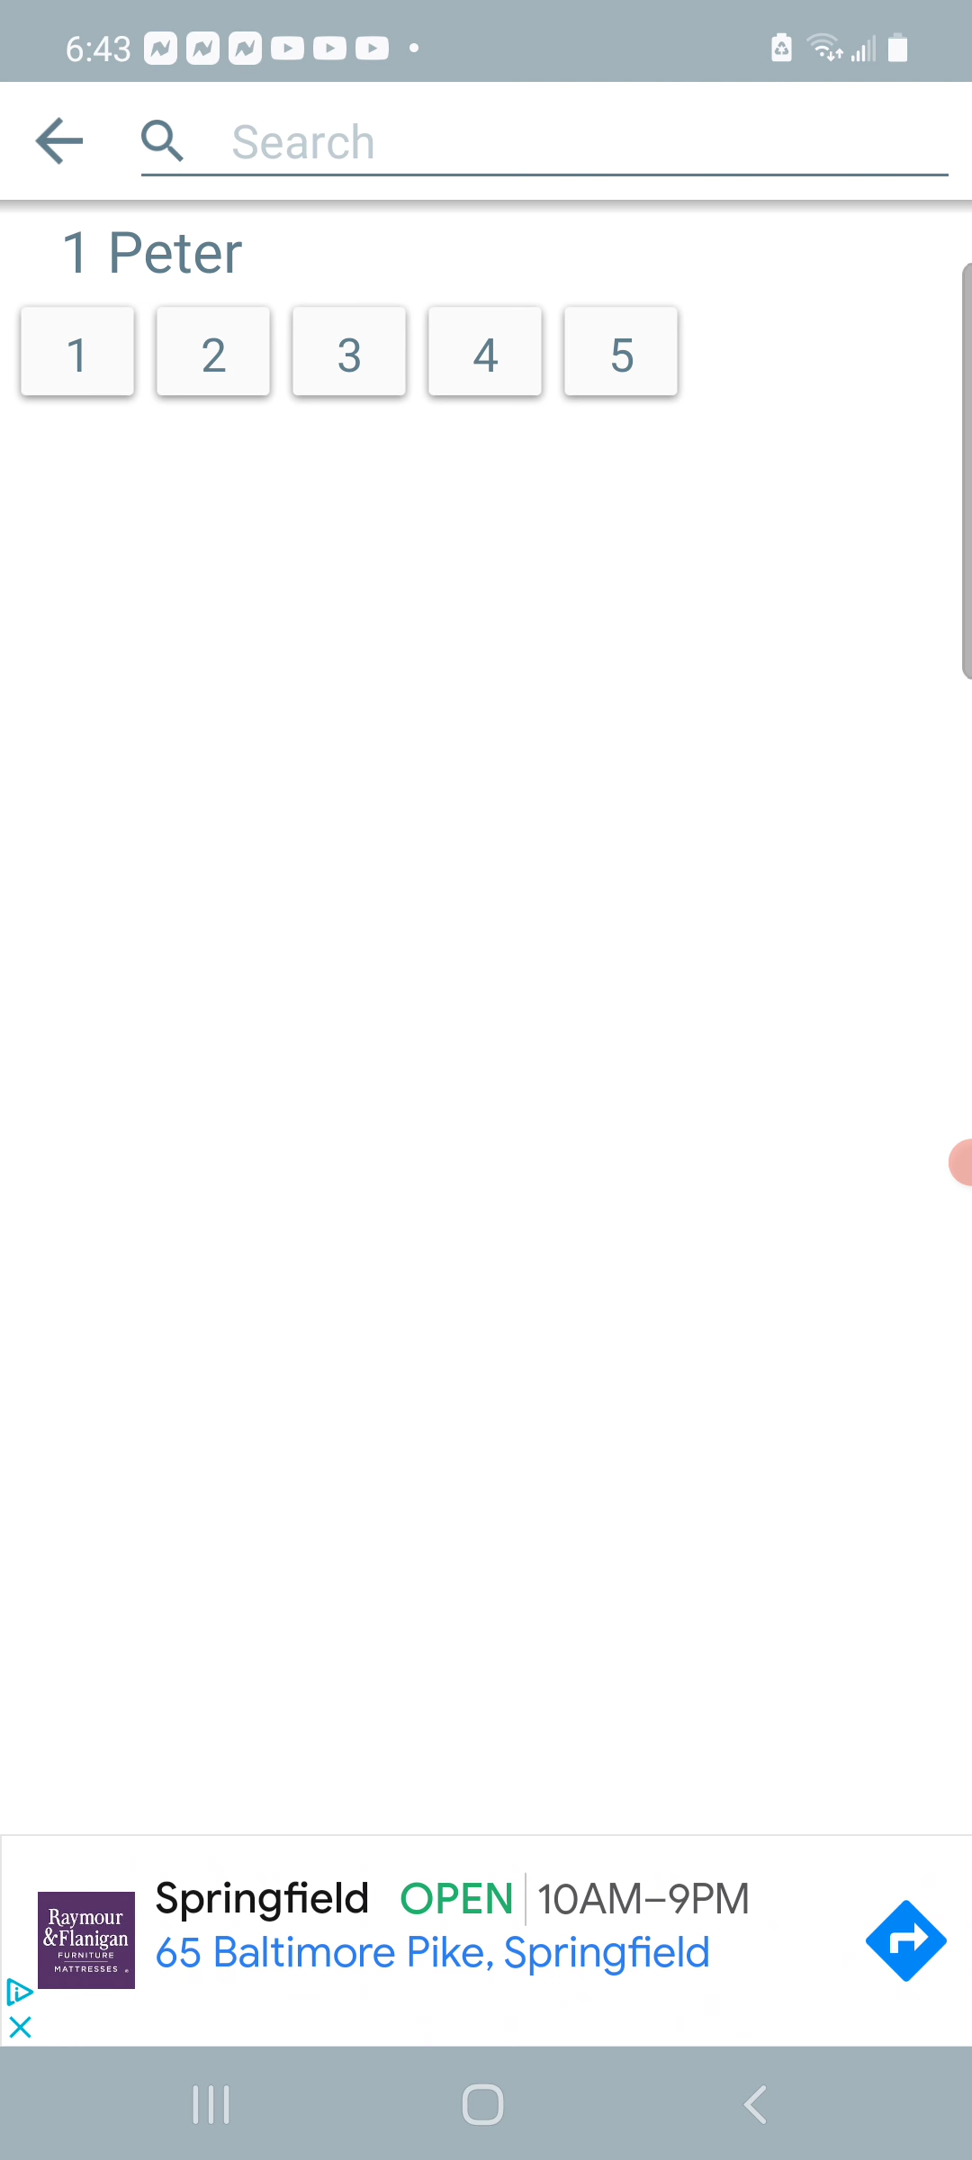 6:43
Search
1 Peter
1 2 3 4 5
Springfield OPEN 10AM–9PM
65 Baltimore Pike, Springfield
Raymour
&Flanigan
FURNITURE
MATTRESSES